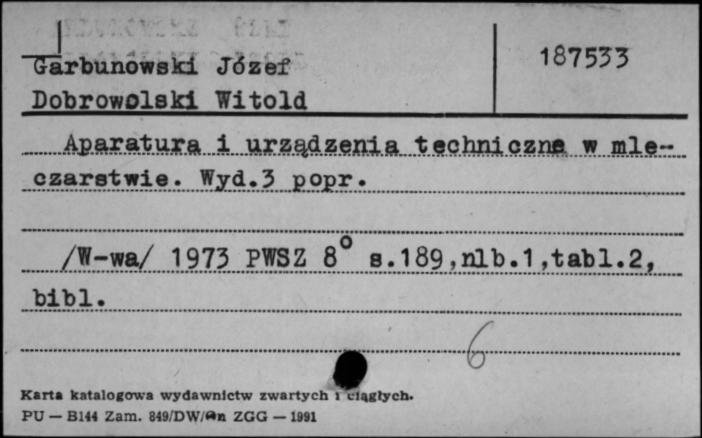 Garbunowski Józef
187533
Dobrowolski Witold
Aparatura i urządzenia techniczne w mle-
czarstwie. Wyd.3 popr.
/W-wa/ 1973 PWSZ 8° s.189,nlb.1,tabl.2,
bibl.
6
Karta katalogowa wydawnictw zwartych i ciągłych.
PU — B144 Zam. 849/DW/ ZGG — 1991